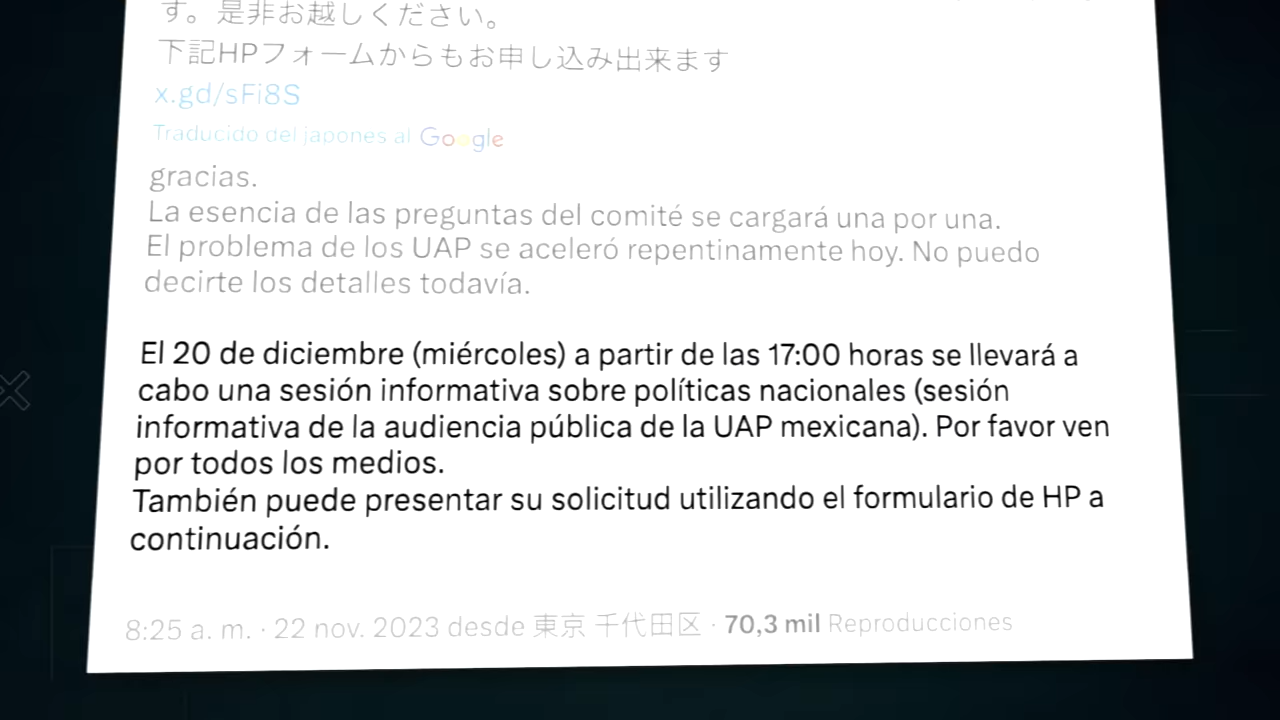 す。是非お越しください。
下記HPフォームからもお申し込み出来ます
x.gd/sFi8S
Traducido del japones al Google
gracias.
La esencia de las preguntas del comité se cargará una por una.
El problema de los UAP se aceleró repentinamente hoy. No puedo
decirte los detalles todavía.
El 20 de diciembre (miércoles) a partir de las 17:00 horas se llevará a
cabo una sesión informativa sobre políticas nacionales (sesión
informativa de la audiencia pública de la UAP mexicana). Por favor ven
por todos los medios.
También puede presentar su solicitud utilizando el formulario de HP a
continuación.
8:25 a. m. · 22 nov. 2023 desde 東京 千代田区 · 70,3 mil Reproducciones